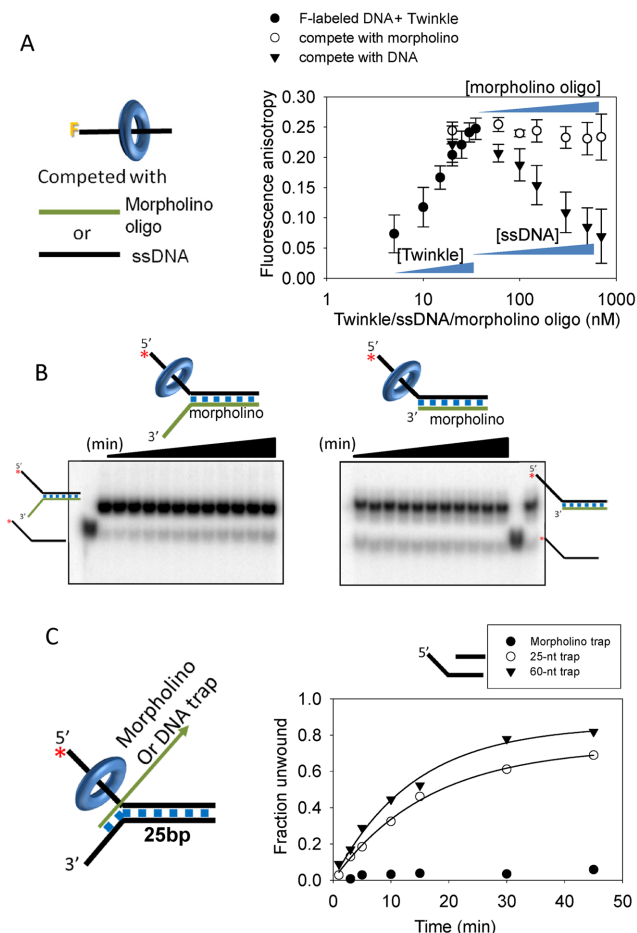 A
F
Competed with
Morpholino
oligo
or
ssDNA
F-labeled DNA+ Twinkle
compete with morpholino
compete with DNA
[morpholino oligo]
[Twinkle]
[ssDNA]
Fluorescence anisotropy
0.30
0.25
0.20
0.15
0.10
0.05
0.00
1
10
100
1000
Twinkle/ssDNA/morpholino oligo (nM)
B
5’
*
morpholino
3’
(min)
*
3’
*
5’
*
3’
morpholino
(min)
5’
*
3’
*
C
5’
*
Morpholino
Or DNA trap
25bp
3’
5’
Morpholino trap
25-nt trap
60-nt trap
Fraction unwound
1.0
0.8
0.6
0.4
0.2
0.0
0
10
20
30
40
50
Time (min)